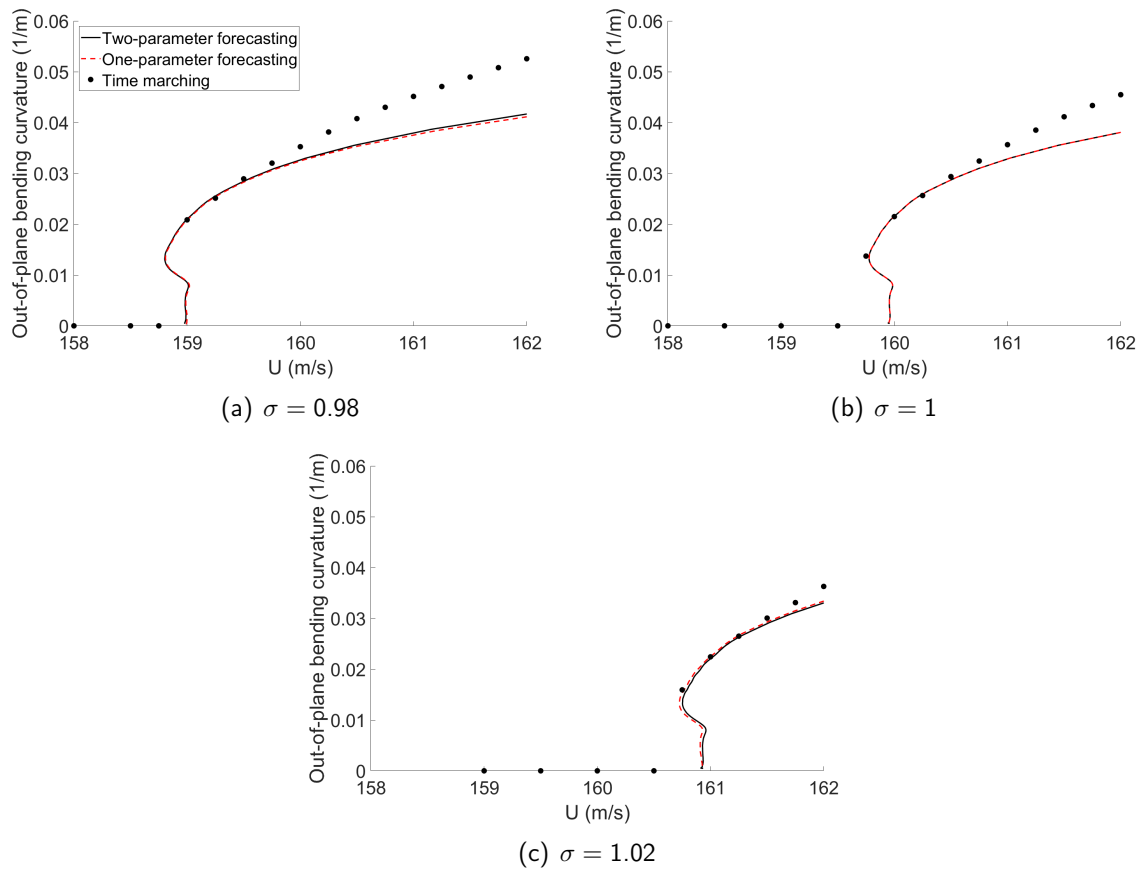 Out-of-plane bending curvature (1/m)
0.06
0.05
0.04
0.03
0.02
0.01
0
Two-parameter forecasting
One-parameter forecasting
Time marching
158 159 160 161 162
U (m/s)
(a) σ = 0.98
Out-of-plane bending curvature (1/m)
0.06
0.05
0.04
0.03
0.02
0.01
0
158 159 160 161 162
U (m/s)
(b) σ = 1
Out-of-plane bending curvature (1/m)
0.06
0.05
0.04
0.03
0.02
0.01
0
158 159 160 161 162
U (m/s)
(c) σ = 1.02